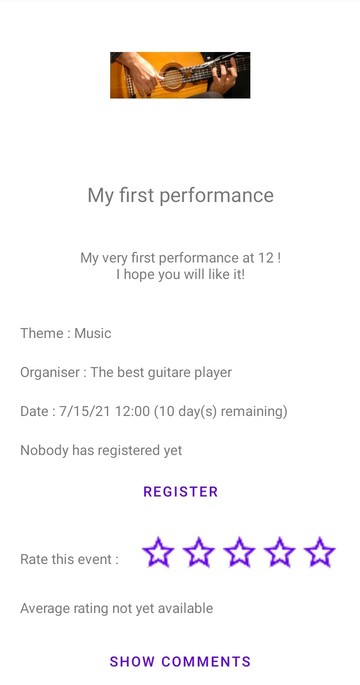 My first performance
My very first performance at 12 !
I hope you will like it!
Theme : Music
Organiser : The best guitare player
Date : 7/15/21 12:00 (10 day(s) remaining)
Nobody has registered yet
REGISTER
Rate this event :
Average rating not yet available
SHOW COMMENTS